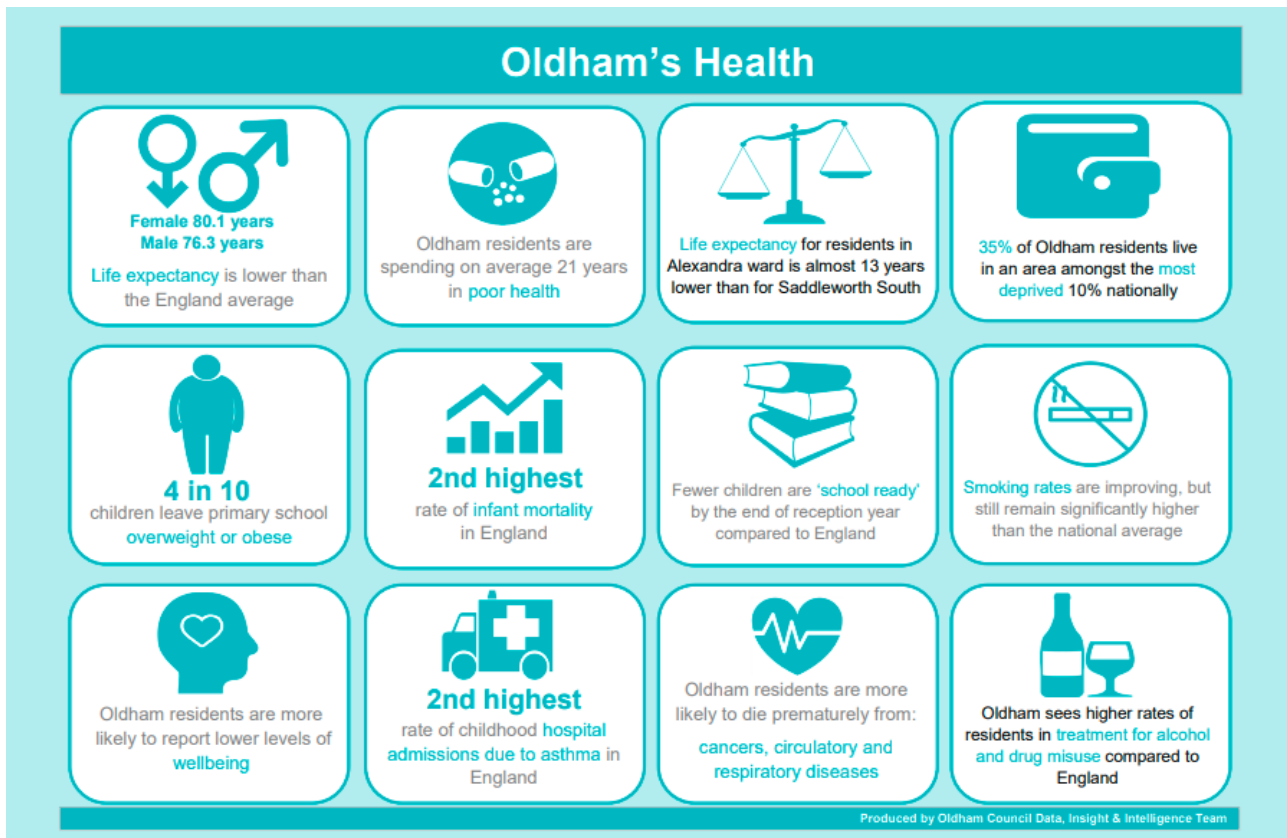 Oldham's Health
Female 80.1 years
Male 76.3 years
Life expectancy is lower than
the England average
Oldham residents are
spending on average 21 years
in poor health
Life expectancy for residents in
Alexandra ward is almost 13 years
lower than for Saddleworth South
35% of Oldham residents live
in an area amongst the most
deprived 10% nationally
4 in 10
children leave primary school
overweight or obese
2nd highest
rate of infant mortality
in England
Fewer children are ‘school ready’
by the end of reception year
compared to England
Smoking rates are improving, but
still remain significantly higher
than the national average
Oldham residents are more
likely to report lower levels of
wellbeing
2nd highest
rate of childhood hospital
admissions due to asthma in
England
Oldham residents are more
likely to die prematurely from:
cancers, circulatory and
respiratory diseases
Oldham sees higher rates of
residents in treatment for alcohol
and drug misuse compared to
England
Produced by Oldham Council Data, Insight & Intelligence Team